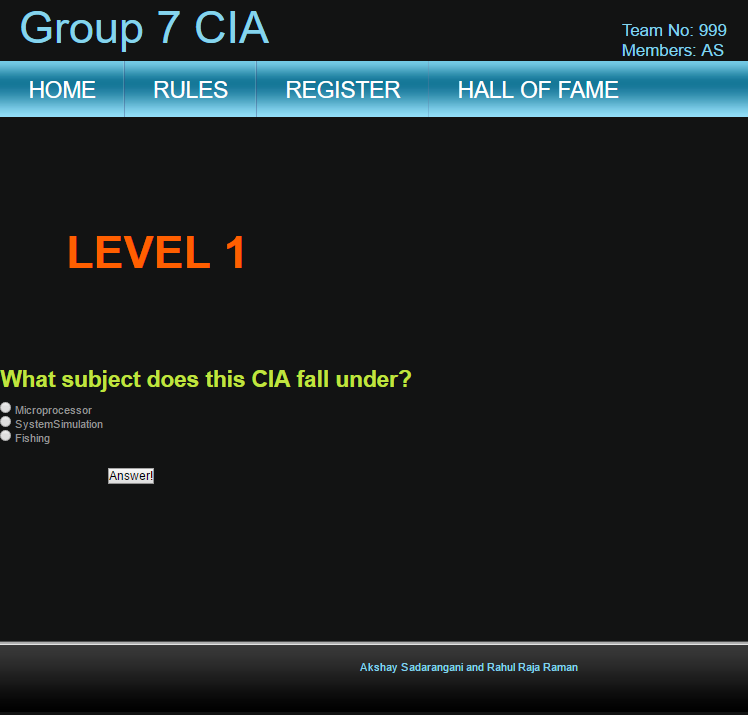 Group 7 CIA
Team No: 999
Members: AS
HOME RULES REGISTER HALL OF FAME
LEVEL 1
What subject does this CIA fall under?
Microprocessor
SystemSimulation
Fishing
Answer!
Akshay Sadarangani and Rahul Raja Raman